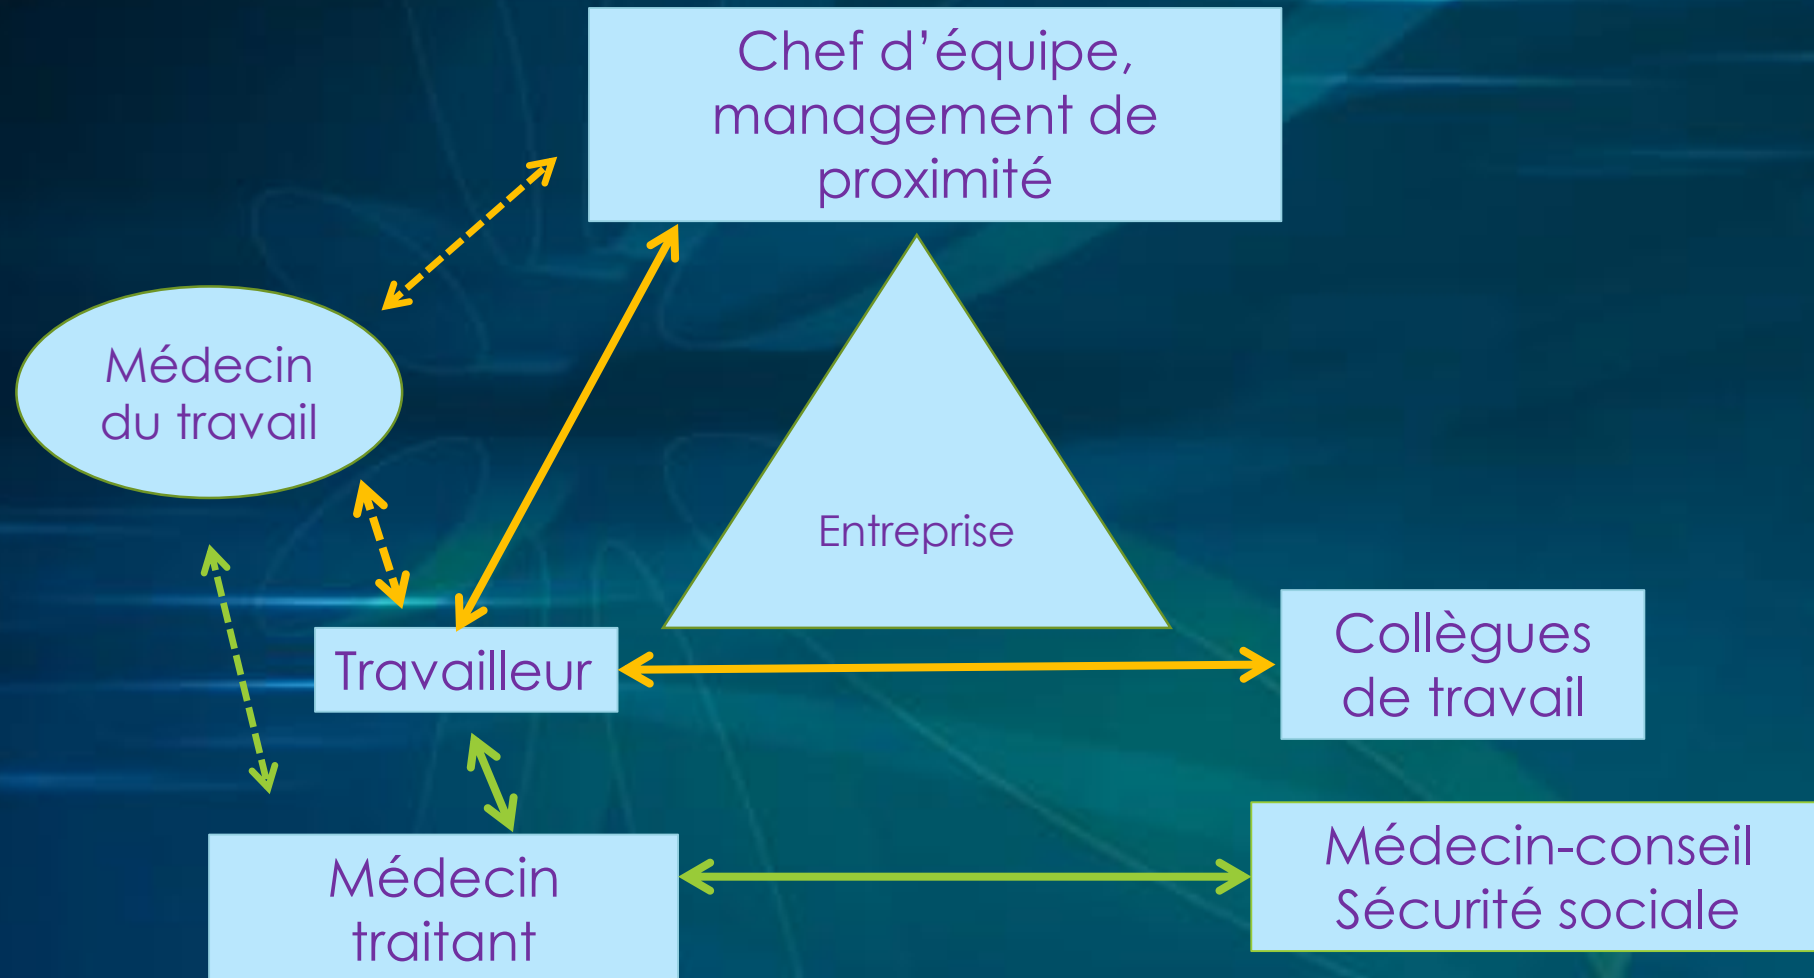 Chef d’équipe,
management de
proximité
Médecin
du travail
Entreprise
Travailleur
Collègues
de travail
Médecin
traitant
Médecin-conseil
Sécurité sociale